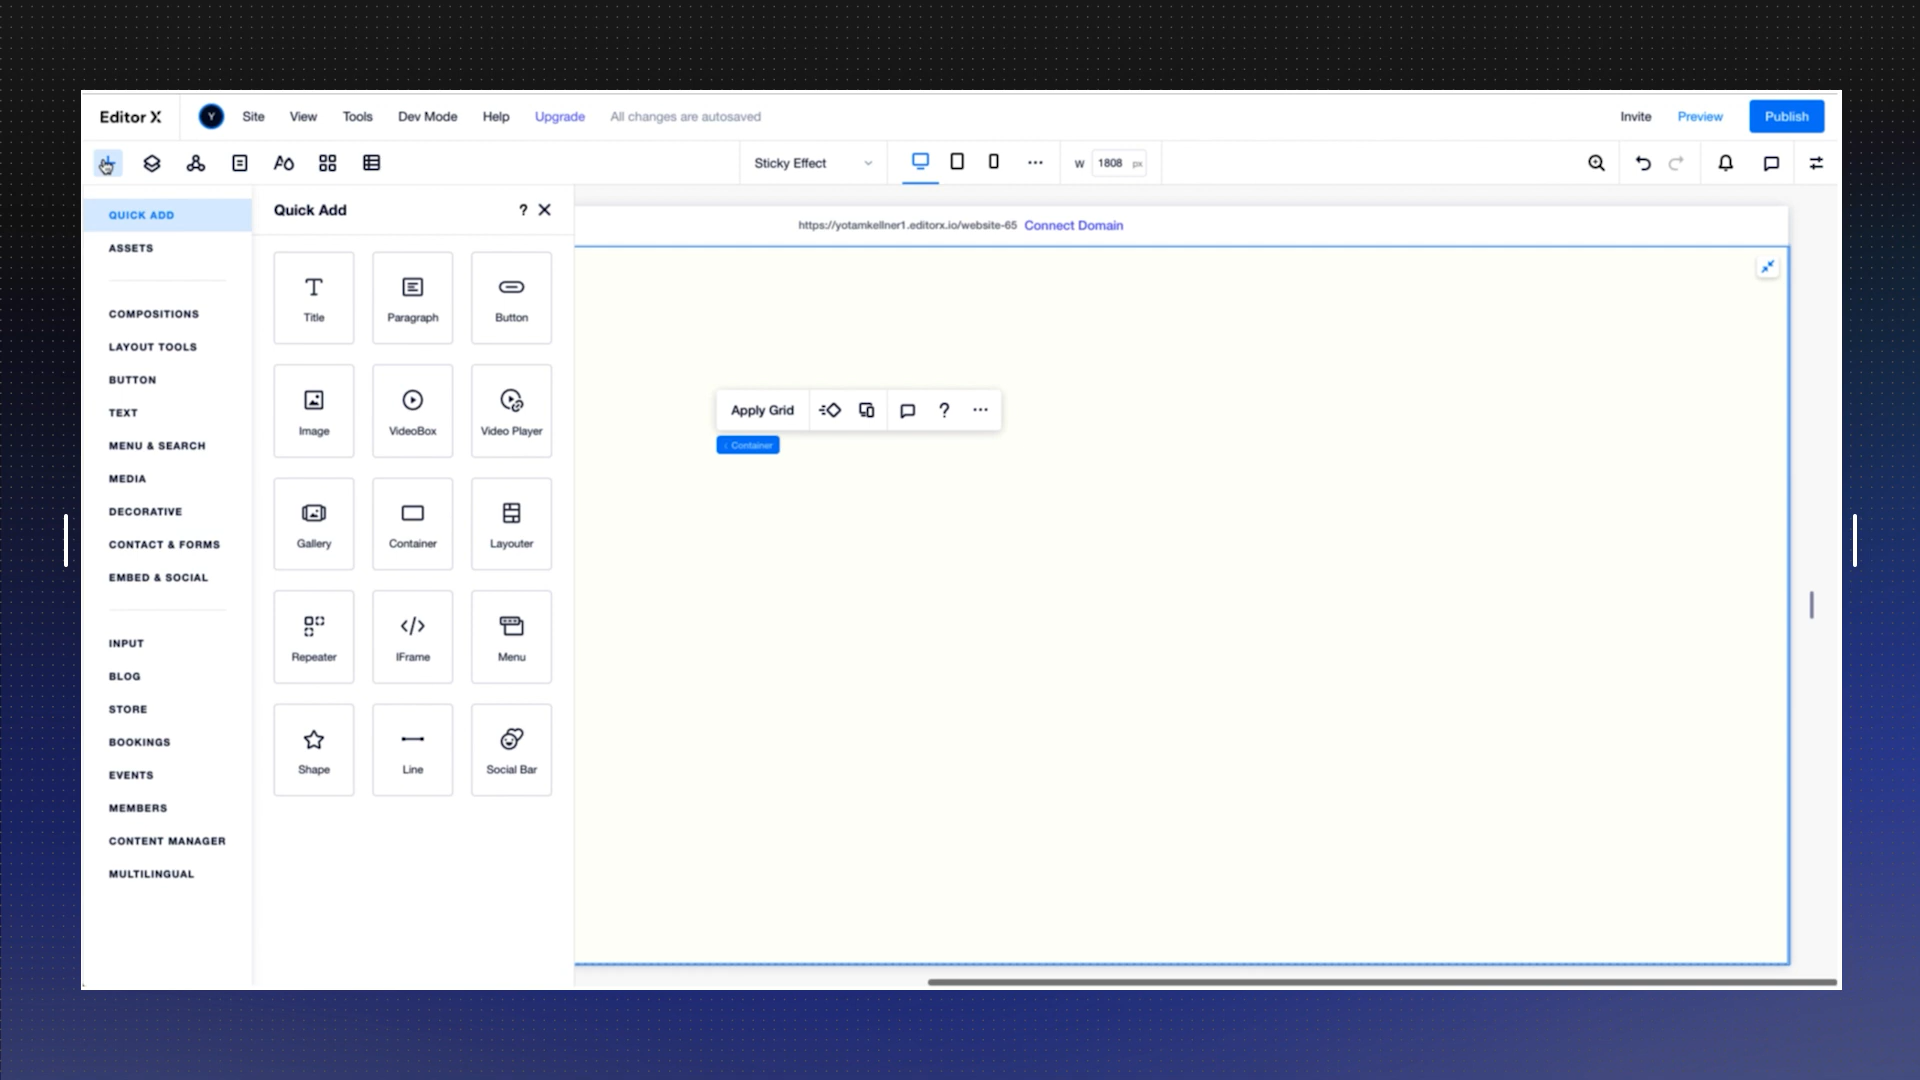 Editor X
Y
Site
View
Tools
Dev Mode
Help
Upgrade
All changes are autosaved
Invite
Preview
Publish
Sticky Effect
W 1808 px
QUICK ADD
ASSETS
COMPOSITIONS
LAYOUT TOOLS
BUTTON
TEXT
MENU & SEARCH
MEDIA
DECORATIVE
CONTACT & FORMS
EMBED & SOCIAL
INPUT
BLOG
STORE
BOOKINGS
EVENTS
MEMBERS
CONTENT MANAGER
MULTILINGUAL
Quick Add ?
Title
Paragraph
Button
Image
VideoBox
Video Player
Gallery
Container
Layouter
Repeater
IFrame
Menu
Shape
Line
Social Bar
https://yotamkellner1.editorx.io/website-65 Connect Domain
Apply Grid ?
‹ Container